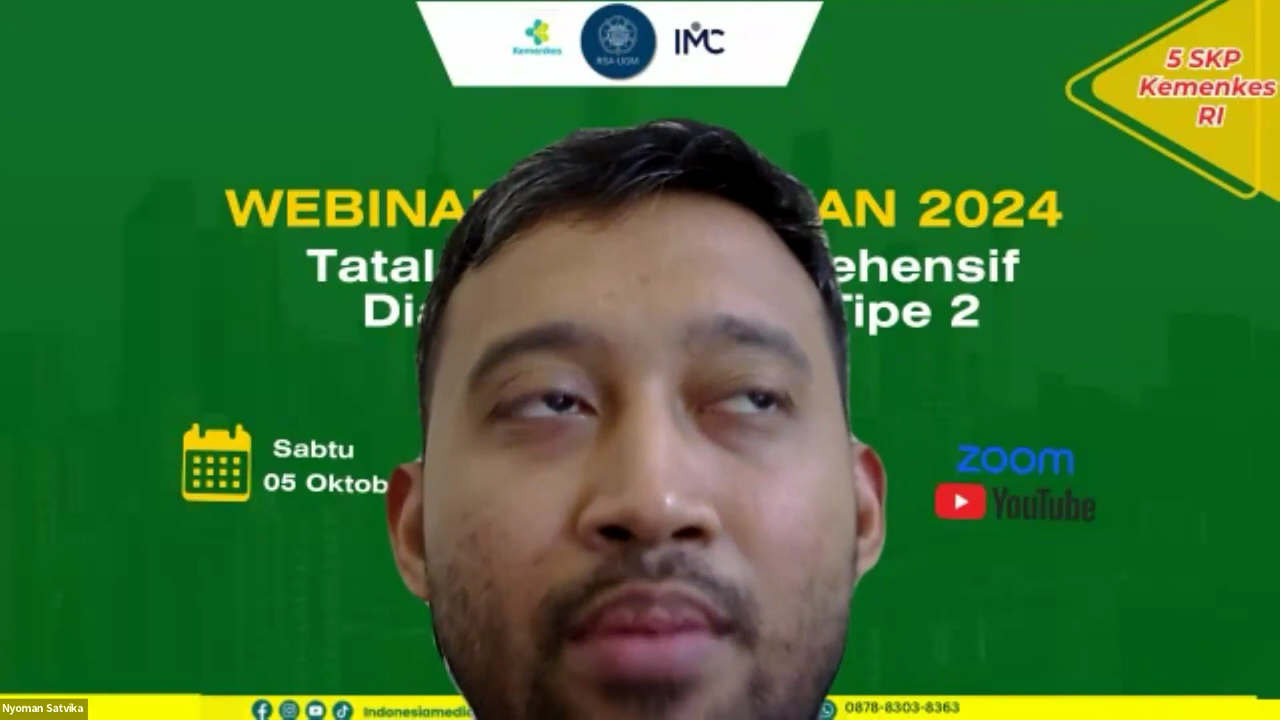 Kemenkes
RSA UGM
IMC
5 SKP
Kemenkes
RI
WEBINA AN 2024
Tatal ehensif
Dia Tipe 2
Sabtu
05 Oktob
zoom
YouTube
Nyoman Satvika
Indonesiamedic
0878-8303-8363